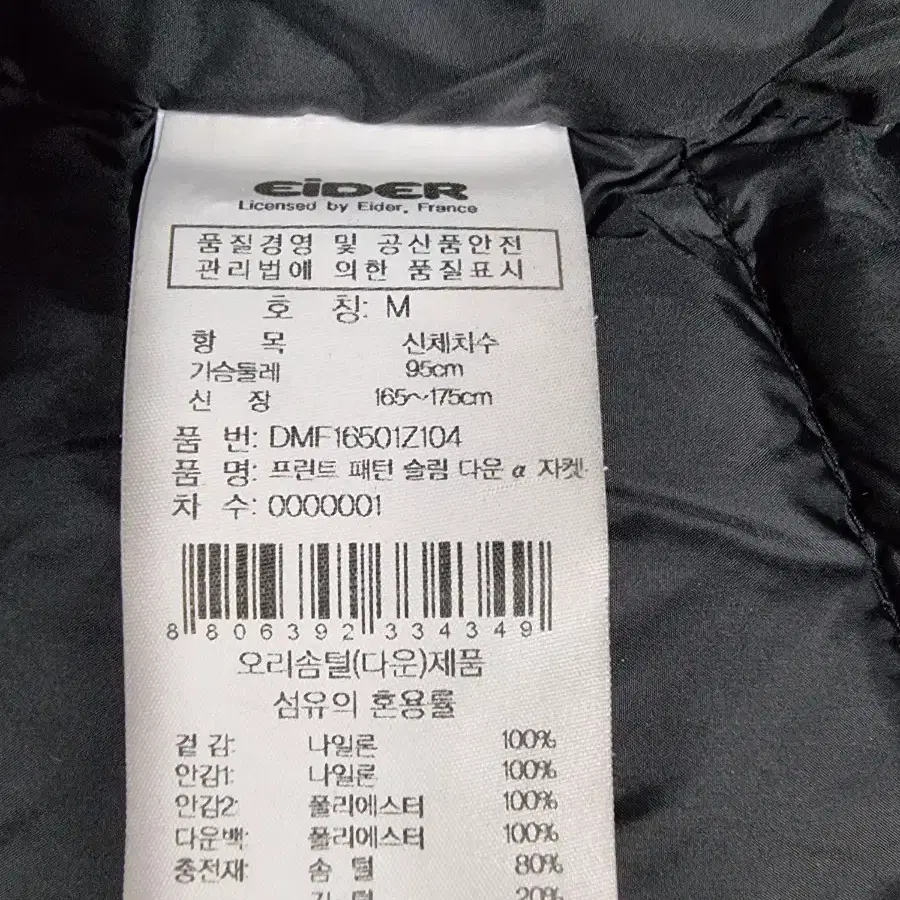 EiDER
Licensed by Eider, France
품질경영 및 공산품안전
관리법에 의한 품질표시
호 칭: M
항 목 신체치수
가슴둘레 95cm
신 장 165~175cm
품 번: DMF16501Z104
품 명: 프린트 패턴 슬림 다운 α 자켓
차 수: 0000001
8 806392 334349
오리솜털(다운)제품
섬유의 혼용률
겉 감: 나일론 100%
안감1: 나일론 100%
안감2: 폴리에스터 100%
다운백: 폴리에스터 100%
충전재: 솜 털 80%
깃 털 20%